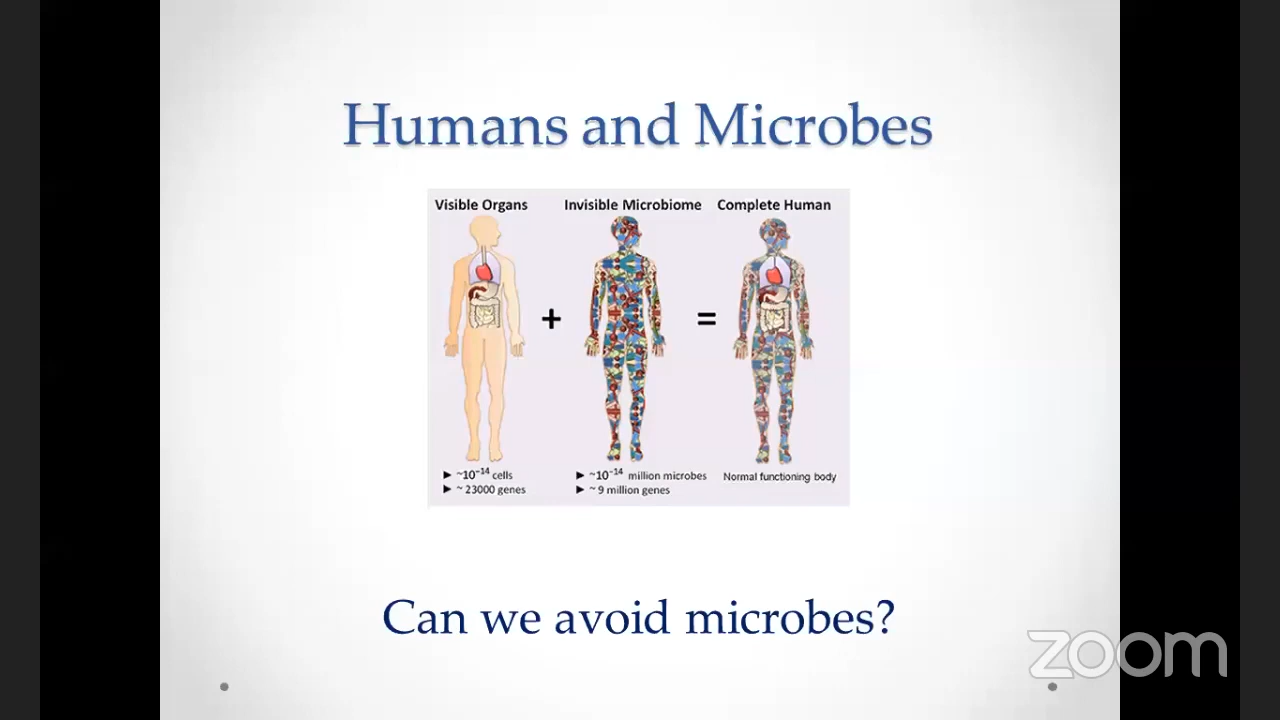 Humans and Microbes
Visible Organs Invisible Microbiome Complete Human
+ =
► ~10⁻¹⁴ cells ► ~10⁻¹⁴ million microbes Normal functioning body
► ~ 23000 genes ► ~ 9 million genes
Can we avoid microbes?
zoom